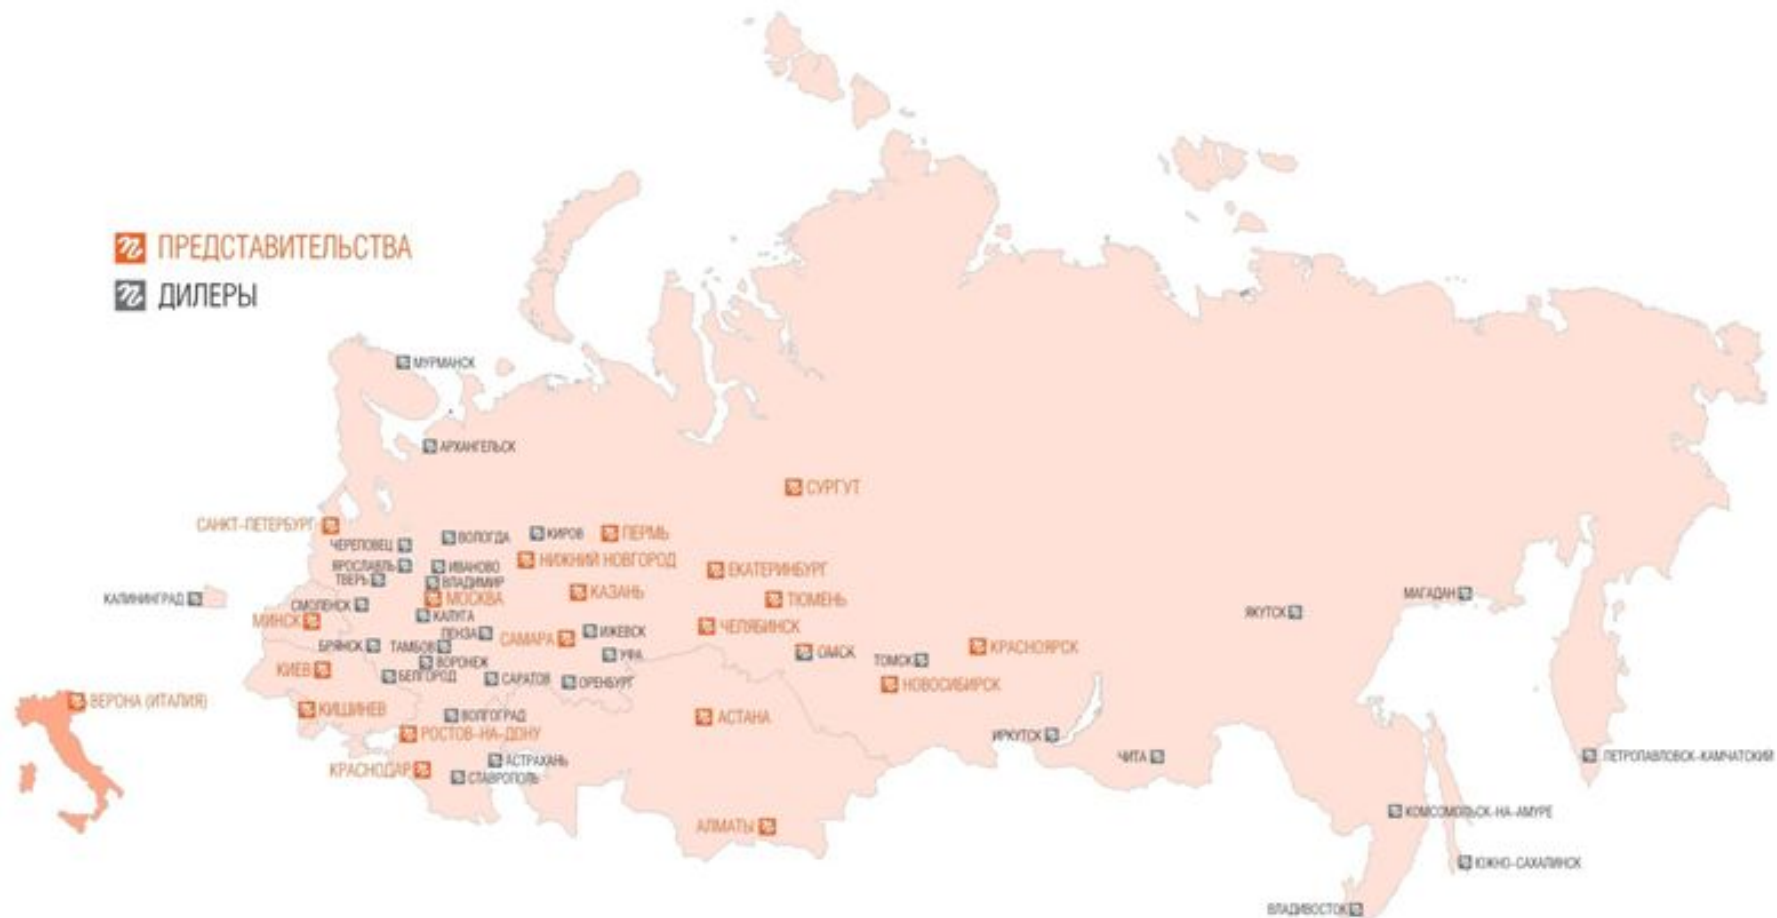 ПРЕДСТАВИТЕЛЬСТВА
ДИЛЕРЫ
МУРМАНСК
АРХАНГЕЛЬСК
СУРГУТ
САНКТ-ПЕТЕРБУРГ
ЧЕРЕПОВЕЦ
ВОЛОГДА
КИРОВ
ПЕРМЬ
ЯРОСЛАВЛЬ
ИВАНОВО
НИЖНИЙ НОВГОРОД
ЕКАТЕРИНБУРГ
ТВЕРЬ
ВЛАДИМИР
КАЛИНИНГРАД
СМОЛЕНСК
МОСКВА
КАЗАНЬ
ТЮМЕНЬ
МАГАДАН
ЯКУТСК
МИНСК
КАЛУГА
ПЕНЗА
САМАРА
ИЖЕВСК
ЧЕЛЯБИНСК
БРЯНСК
ТАМБОВ
УФА
ОМСК
ТОМСК
КРАСНОЯРСК
КИЕВ
ВОРОНЕЖ
БЕЛГОРОД
САРАТОВ
ОРЕНБУРГ
НОВОСИБИРСК
ВЕРОНА (ИТАЛИЯ)
КИШИНЕВ
ВОЛГОГРАД
АСТАНА
РОСТОВ-НА-ДОНУ
ИРКУТСК
ЧИТА
ПЕТРОПАВЛОВСК-КАМЧАТСКИЙ
КРАСНОДАР
АСТРАХАНЬ
СТАВРОПОЛЬ
КОМСОМОЛЬСК-НА-АМУРЕ
АЛМАТЫ
ЮЖНО-САХАЛИНСК
ВЛАДИВОСТОК